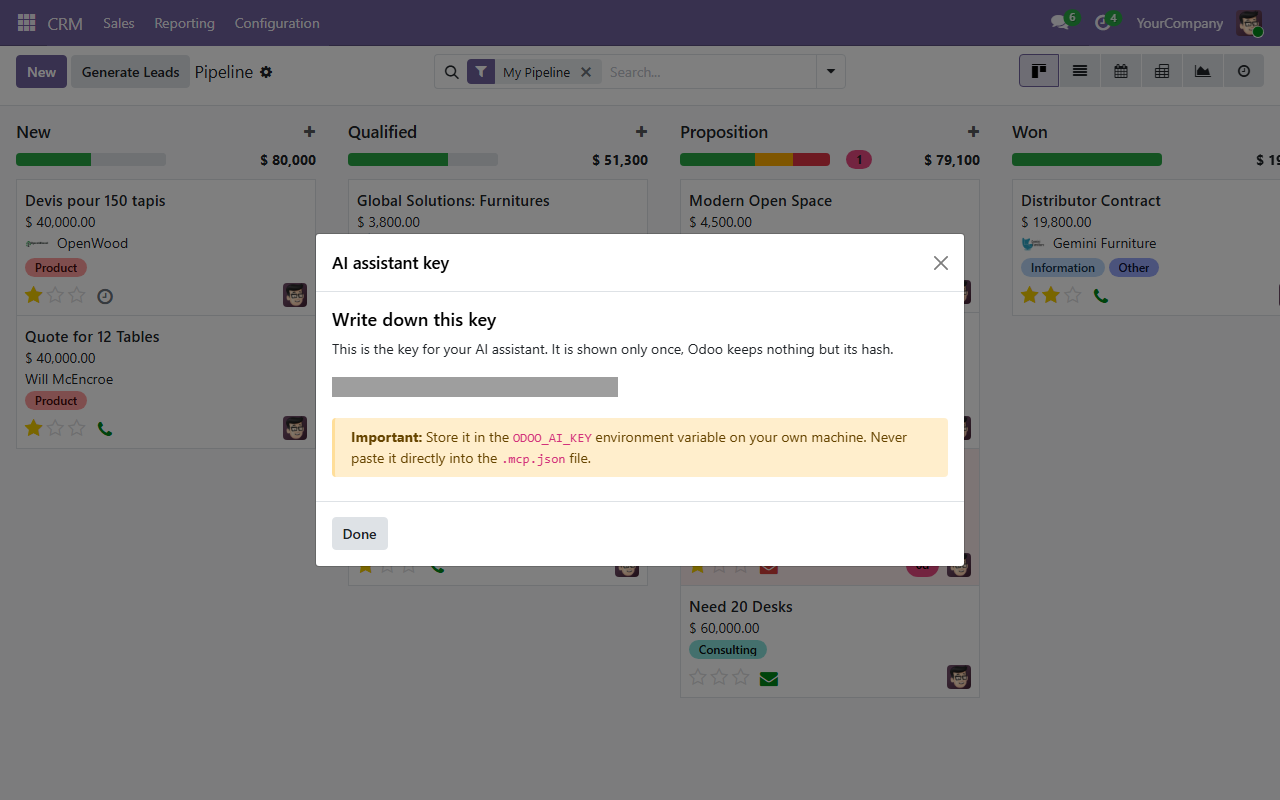 CRM Sales Reporting Configuration 6 4 YourCompany
New Generate Leads Pipeline My Pipeline Search...
New Qualified Proposition Won
$ 80,000 $ 51,300 1 $ 79,100
Devis pour 150 tapis
$ 40,000.00
OpenWood
Product
Quote for 12 Tables
$ 40,000.00
Will McEncroe
Product
Global Solutions: Furnitures
$ 3,800.00
Modern Open Space
$ 4,500.00
Distributor Contract
$ 19,800.00
Gemini Furniture
Information Other
AI assistant key
Write down this key
This is the key for your AI assistant. It is shown only once, Odoo keeps nothing but its hash.
Important: Store it in the ODOO_AI_KEY environment variable on your own machine. Never
paste it directly into the .mcp.json file.
Done
Need 20 Desks
$ 60,000.00
Consulting